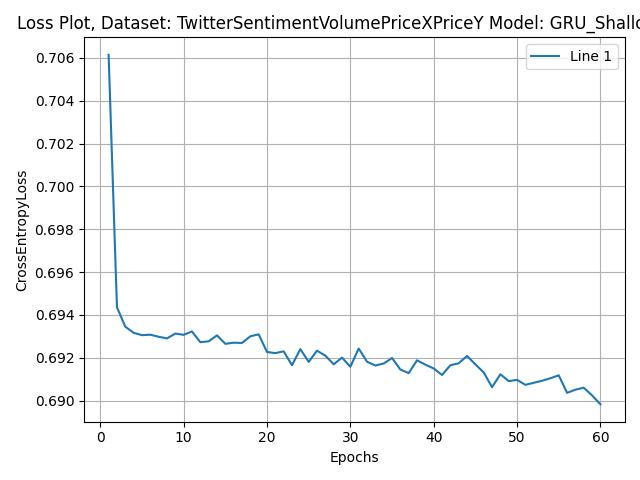 Loss Plot, Dataset: TwitterSentimentVolumePriceXPriceY Model: GRU_Shallo
Line 1
0.706
0.704
0.702
0.700
0.698
0.696
0.694
0.692
0.690
CrossEntropyLoss
0 10 20 30 40 50 60
Epochs